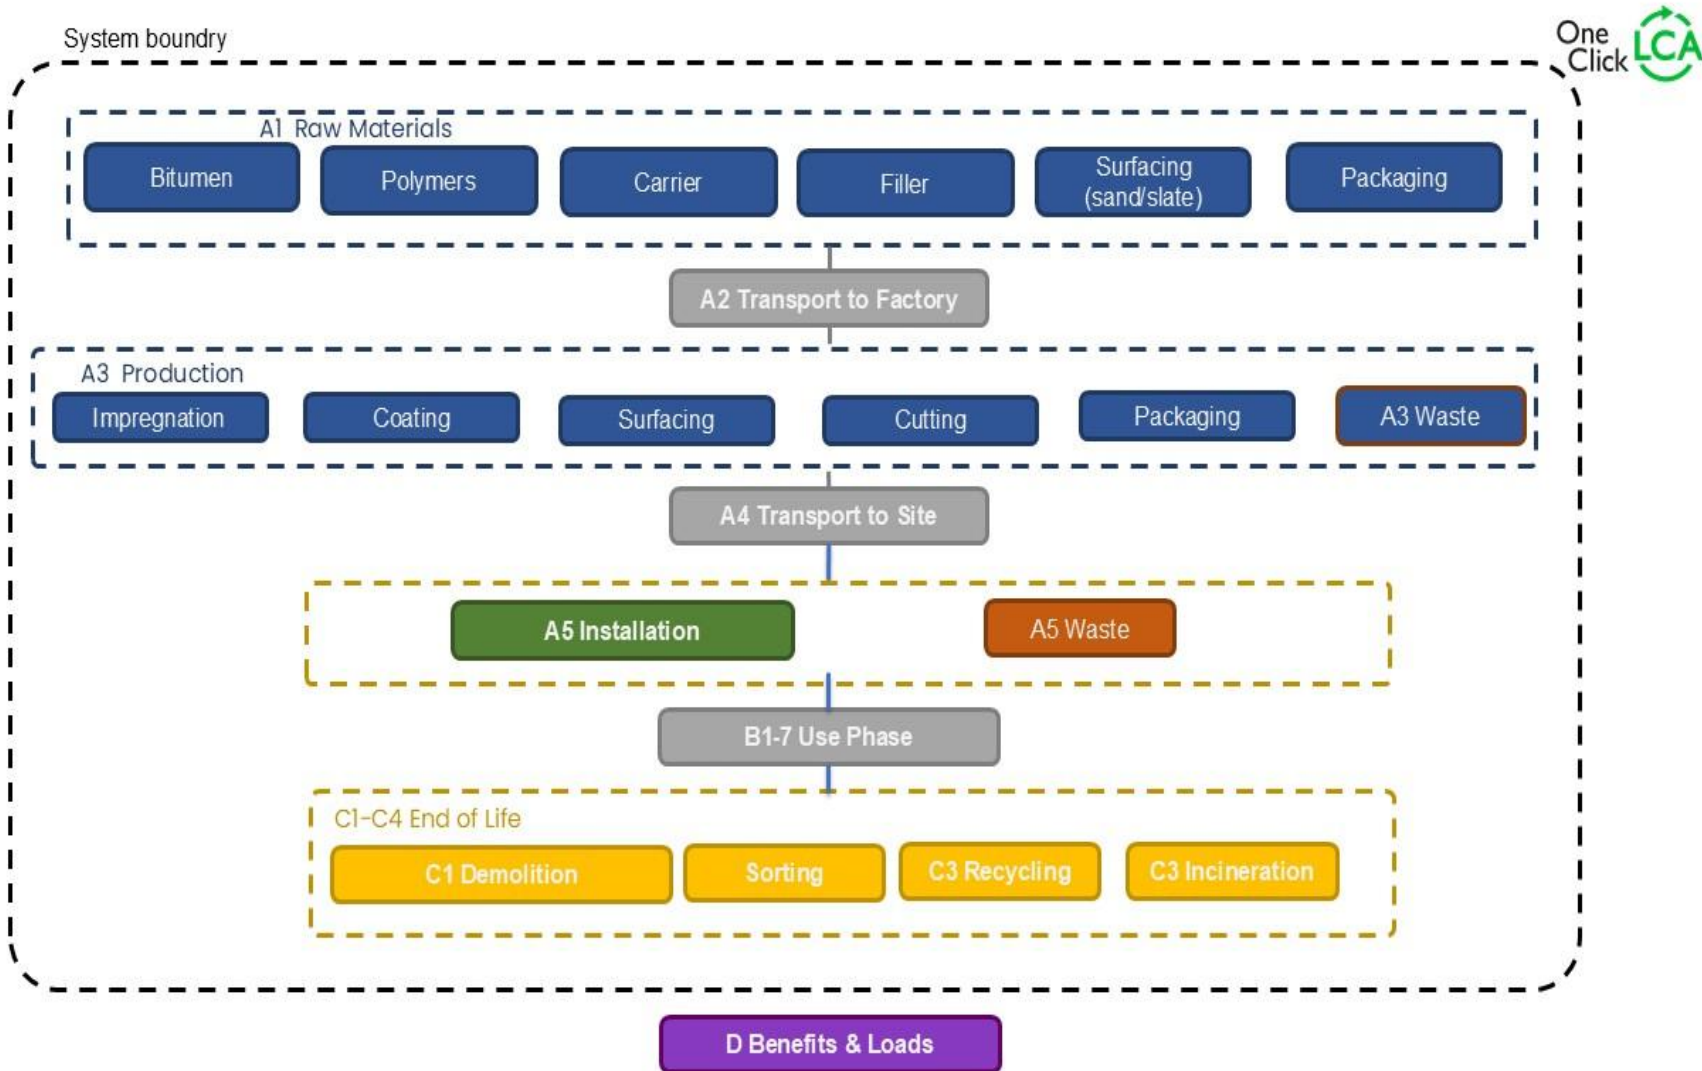 System boundry
One
Click LCA
A1 Raw Materials
Bitumen
Polymers
Carrier
Filler
Surfacing
(sand/slate)
Packaging
A2 Transport to Factory
A3 Production
Impregnation
Coating
Surfacing
Cutting
Packaging
A3 Waste
A4 Transport to Site
A5 Installation
A5 Waste
B1-7 Use Phase
C1-C4 End of Life
C1 Demolition
Sorting
C3 Recycling
C3 Incineration
D Benefits & Loads